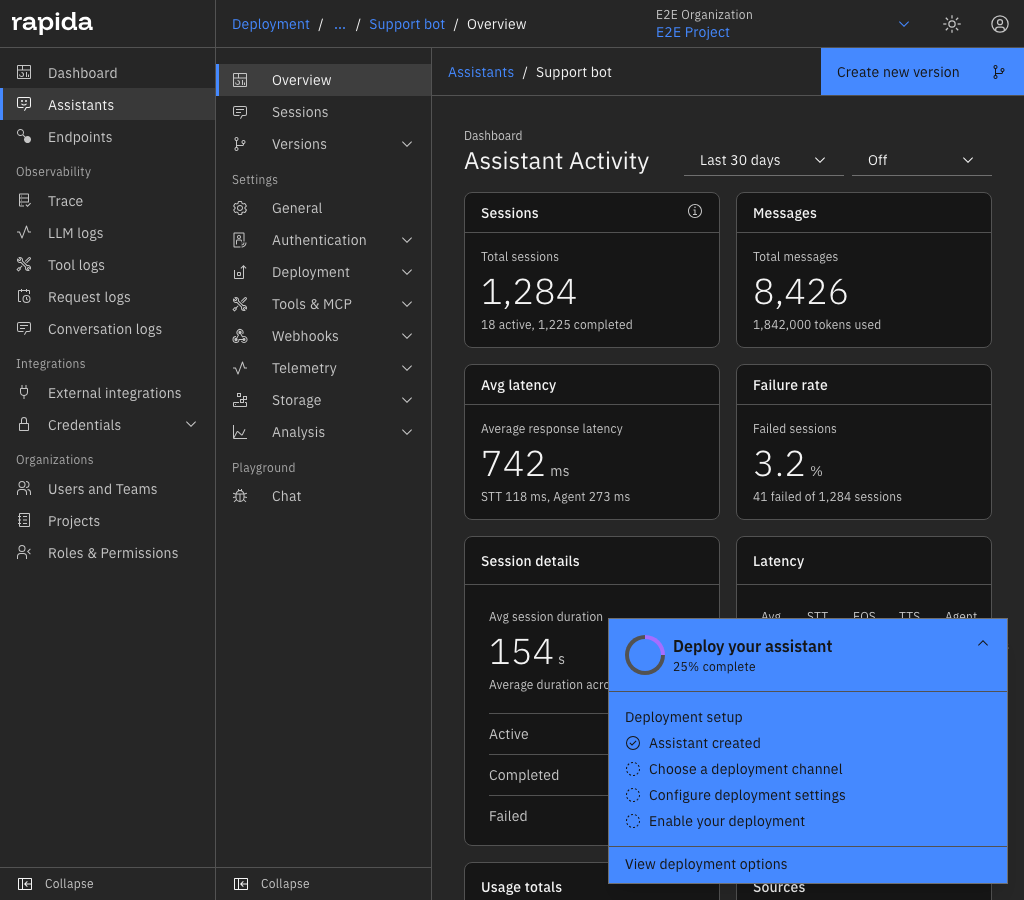 rapida
Deployment / ... / Support bot / Overview
E2E Organization
E2E Project
Dashboard
Assistants
Endpoints
Observability
Trace
LLM logs
Tool logs
Request logs
Conversation logs
Integrations
External integrations
Credentials
Organizations
Users and Teams
Projects
Roles & Permissions
Collapse
Overview
Sessions
Versions
Settings
General
Authentication
Deployment
Tools & MCP
Webhooks
Telemetry
Storage
Analysis
Playground
Chat
Collapse
Assistants / Support bot
Create new version
Dashboard
Assistant Activity
Last 30 days
Off
Sessions
Total sessions
1,284
18 active, 1,225 completed
Messages
Total messages
8,426
1,842,000 tokens used
Avg latency
Average response latency
742 ms
STT 118 ms, Agent 273 ms
Failure rate
Failed sessions
3.2 %
41 failed of 1,284 sessions
Session details
Avg session duration
154 s
Average duration
Active
Completed
Failed
Latency
Avg STT EOS TTS Agent
Deploy your assistant
25% complete
Deployment setup
Assistant created
Choose a deployment channel
Configure deployment settings
Enable your deployment
View deployment options
Usage totals
Sources